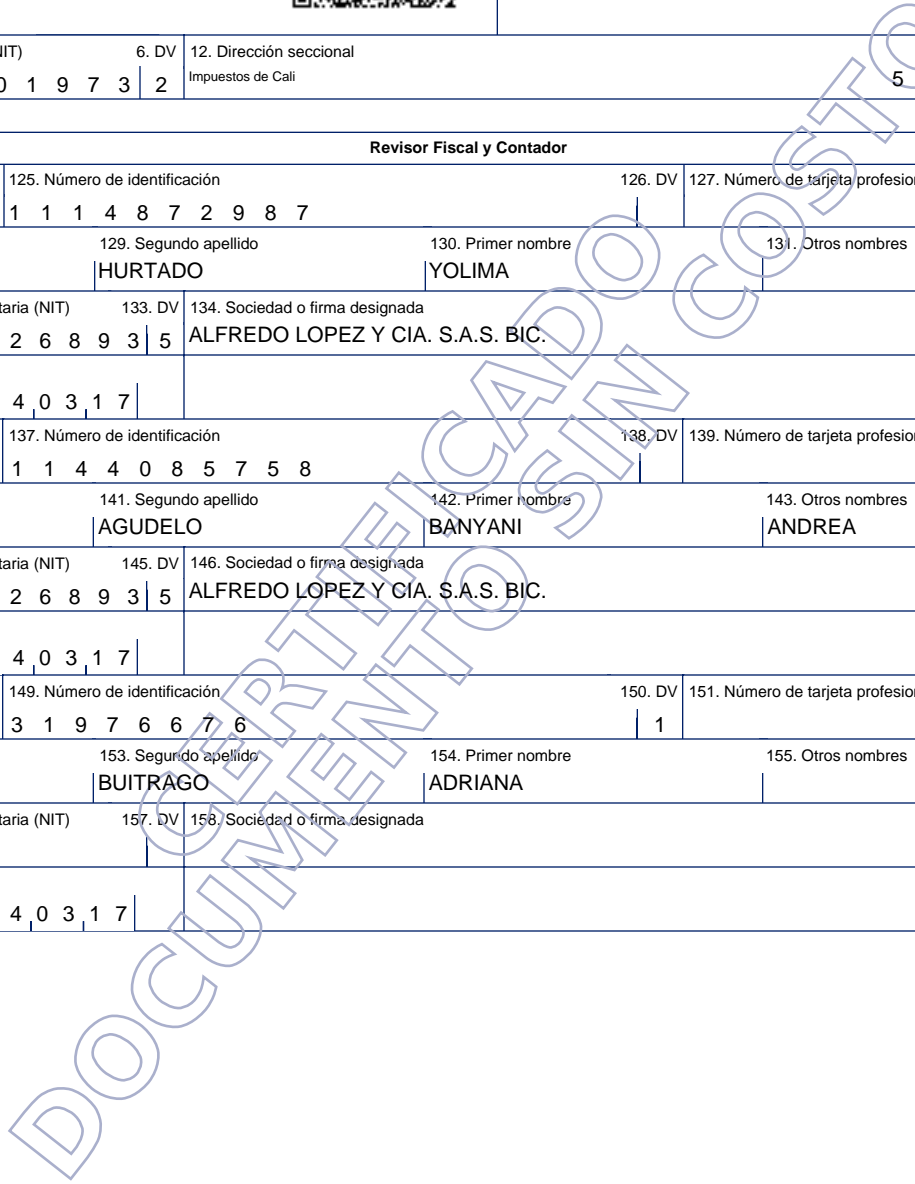 NIT) 6. DV 12. Dirección seccional
0 1 9 7 3 2 Impuestos de Cali 5
Revisor Fiscal y Contador
125. Número de identificación 126. DV 127. Número de tarjeta profesion
1 1 1 4 8 7 2 9 8 7
129. Segundo apellido 130. Primer nombre 131. Otros nombres
HURTADO YOLIMA
taria (NIT) 133. DV 134. Sociedad o firma designada
2 6 8 9 3 5 ALFREDO LOPEZ Y CIA. S.A.S. BIC.
4 0 3 1 7
137. Número de identificación 138. DV 139. Número de tarjeta profesion
1 1 4 4 0 8 5 7 5 8
141. Segundo apellido 142. Primer nombre 143. Otros nombres
AGUDELO BANYANI ANDREA
taria (NIT) 145. DV 146. Sociedad o firma designada
2 6 8 9 3 5 ALFREDO LOPEZ Y CIA. S.A.S. BIC.
4 0 3 1 7
149. Número de identificación 150. DV 151. Número de tarjeta profesion
3 1 9 7 6 6 7 6 1
153. Segundo apellido 154. Primer nombre 155. Otros nombres
BUITRAGO ADRIANA
taria (NIT) 157. DV 158. Sociedad o firma designada
4 0 3 1 7
CERTIFICADO
DOCUMENTO SIN COSTO